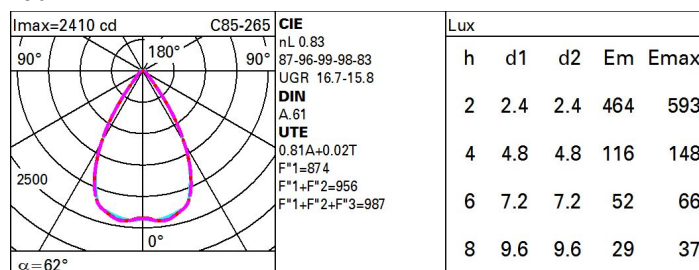 Imax=2410 cd C85-265
90° 180° 90°
2500
0°
α=62°
CIE
nL 0.83
87-96-99-98-83
UGR 16.7-15.8
DIN
A.61
UTE
0.81A+0.02T
F"1=874
F"1+F"2=956
F"1+F"2+F"3=987
Lux
h d1 d2 Em Emax
2 2.4 2.4 464 593
4 4.8 4.8 116 148
6 7.2 7.2 52 66
8 9.6 9.6 29 37